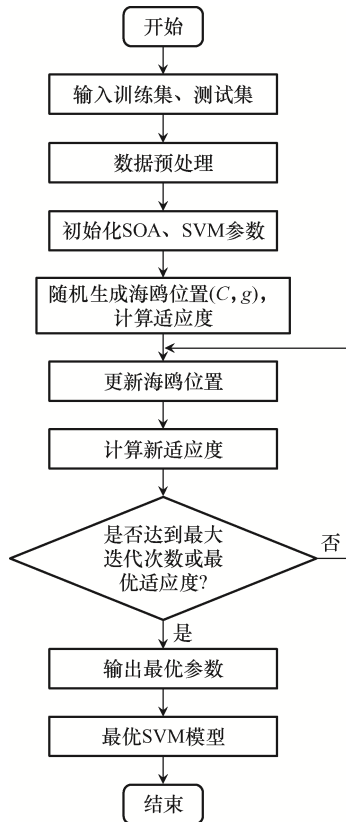 开始
输入训练集、测试集
数据预处理
初始化SOA、SVM参数
随机生成海鸥位置(C, g),
计算适应度
更新海鸥位置
计算新适应度
是否达到最大
迭代次数或最
优适应度?
否
是
输出最优参数
最优SVM模型
结束